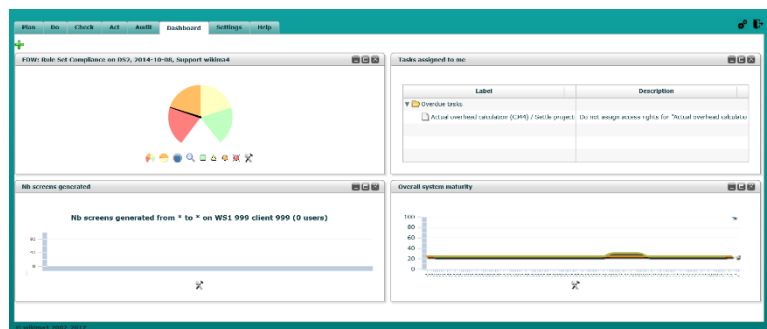 Plan Do Check Act Audit Dashboard Settings Help
FDW: Rule Set Compliance on DS2, 2014-10-08, Support wikima4
Tasks assigned to me
Label Description
Overdue tasks
Actual overhead calculation (CJ44) / Settle project Do not assign access rights for "Actual overhead calculatio
Nb screens generated
Nb screens generated from * to * on WS1 999 client 999 (0 users)
Overall system maturity
100
80
60
40
20
0